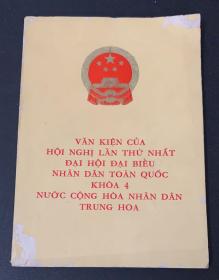 VĂN KIỆN CỦA
HỘI NGHỊ LẦN THỨ NHẤT
ĐẠI HỘI ĐẠI BIỂU
NHÂN DÂN TOÀN QUỐC
KHÓA 4
NƯỚC CỘNG HÒA NHÂN DÂN
TRUNG HOA